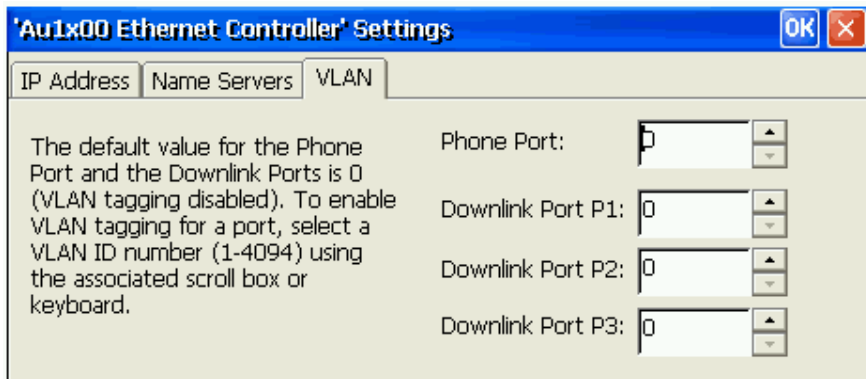 'Au1x00 Ethernet Controller' Settings OK
IP Address Name Servers VLAN
The default value for the Phone
Port and the Downlink Ports is 0
(VLAN tagging disabled). To enable
VLAN tagging for a port, select a
VLAN ID number (1-4094) using
the associated scroll box or
keyboard.
Phone Port: 0
Downlink Port P1: 0
Downlink Port P2: 0
Downlink Port P3: 0